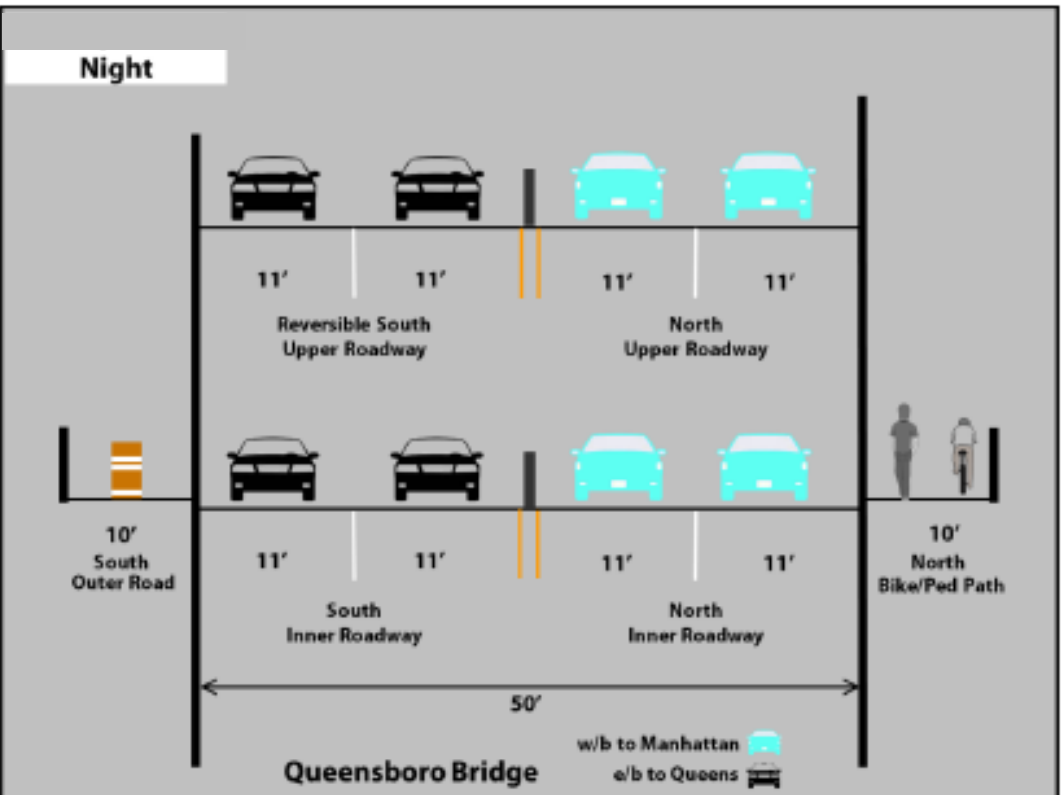 Night
11′ 11′ 11′ 11′
Reversible South
Upper Roadway
North
Upper Roadway
10′
South
Outer Road
11′ 11′ 11′ 11′
10′
North
Bike/Ped Path
South
Inner Roadway
North
Inner Roadway
50′
w/b to Manhattan
e/b to Queens
Queensboro Bridge